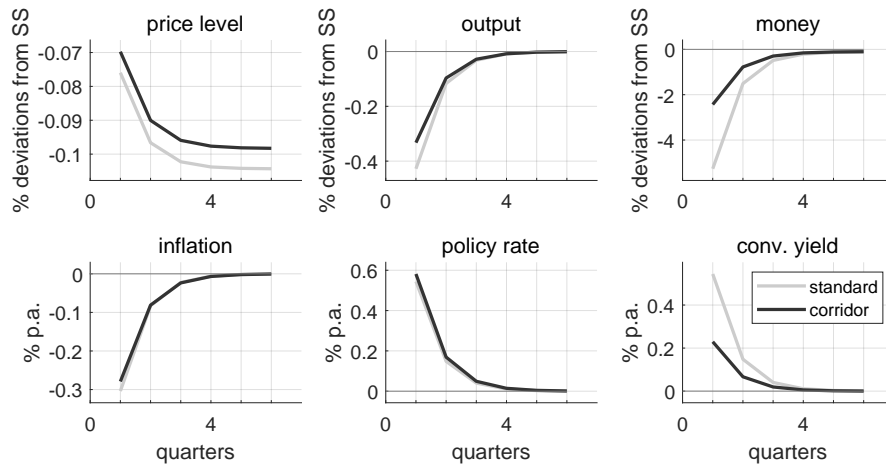 price level
% deviations from SS
-0.07
-0.08
-0.09
-0.1
0
4
output
% deviations from SS
0
-0.2
-0.4
0
4
money
% deviations from SS
0
-2
-4
0
4
inflation
% p.a.
0
-0.1
-0.2
-0.3
0
4
quarters
policy rate
% p.a.
0.6
0.4
0.2
0
0
4
quarters
conv. yield
% p.a.
0.4
0.2
0
0
4
quarters
standard
corridor